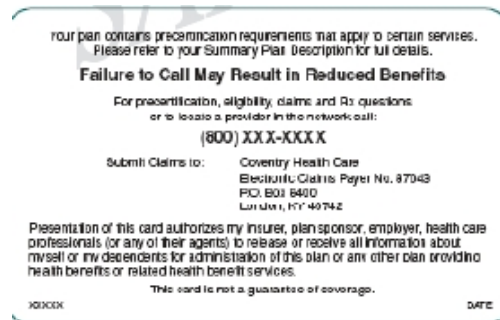 Your plan contains precertification requirements that apply to certain services.
Please refer to your Summary Plan Description for full details.
Failure to Call May Result in Reduced Benefits
For precertification, eligibility, claims and Rx questions
or to locate a provider in the network call:
(800) XXX-XXXX
Submit Claims to: Coventry Health Care
Electronic Claims Payer No. 87043
P.O. Box 8400
London, KY 40742
Presentation of this card authorizes my insurer, plan sponsor, employer, health care
professionals (or any of their agents) to release or receive all information about
myself or my dependents for administration of this plan or any other plan providing
health benefits or related health benefit services.
This card is not a guarantee of coverage.
XXXXX DATE